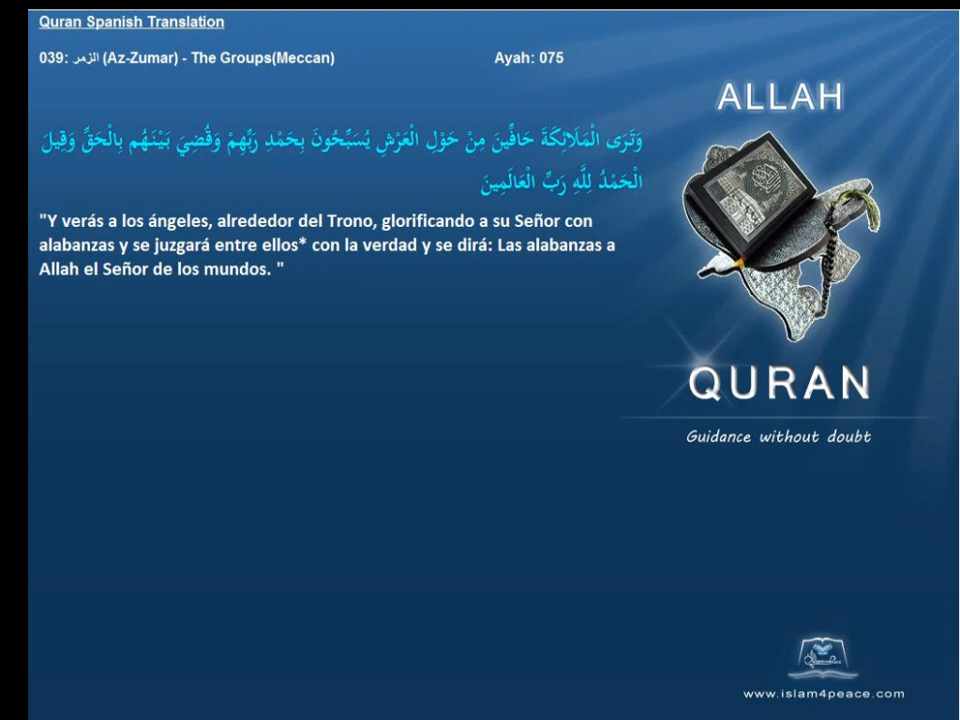 Quran Spanish Translation
039: الزمر (Az-Zumar) - The Groups(Meccan) Ayah: 075
وَتَرَى الْمَلَائِكَةَ حَافِّينَ مِنْ حَوْلِ الْعَرْشِ يُسَبِّحُونَ بِحَمْدِ رَبِّهِمْ وَقُضِيَ بَيْنَهُم بِالْحَقِّ وَقِيلَ
الْحَمْدُ لِلَّهِ رَبِّ الْعَالَمِينَ
"Y verás a los ángeles, alrededor del Trono, glorificando a su Señor con
alabanzas y se juzgará entre ellos* con la verdad y se dirá: Las alabanzas a
Allah el Señor de los mundos. "
ALLAH
QURAN
Guidance without doubt
www.islam4peace.com